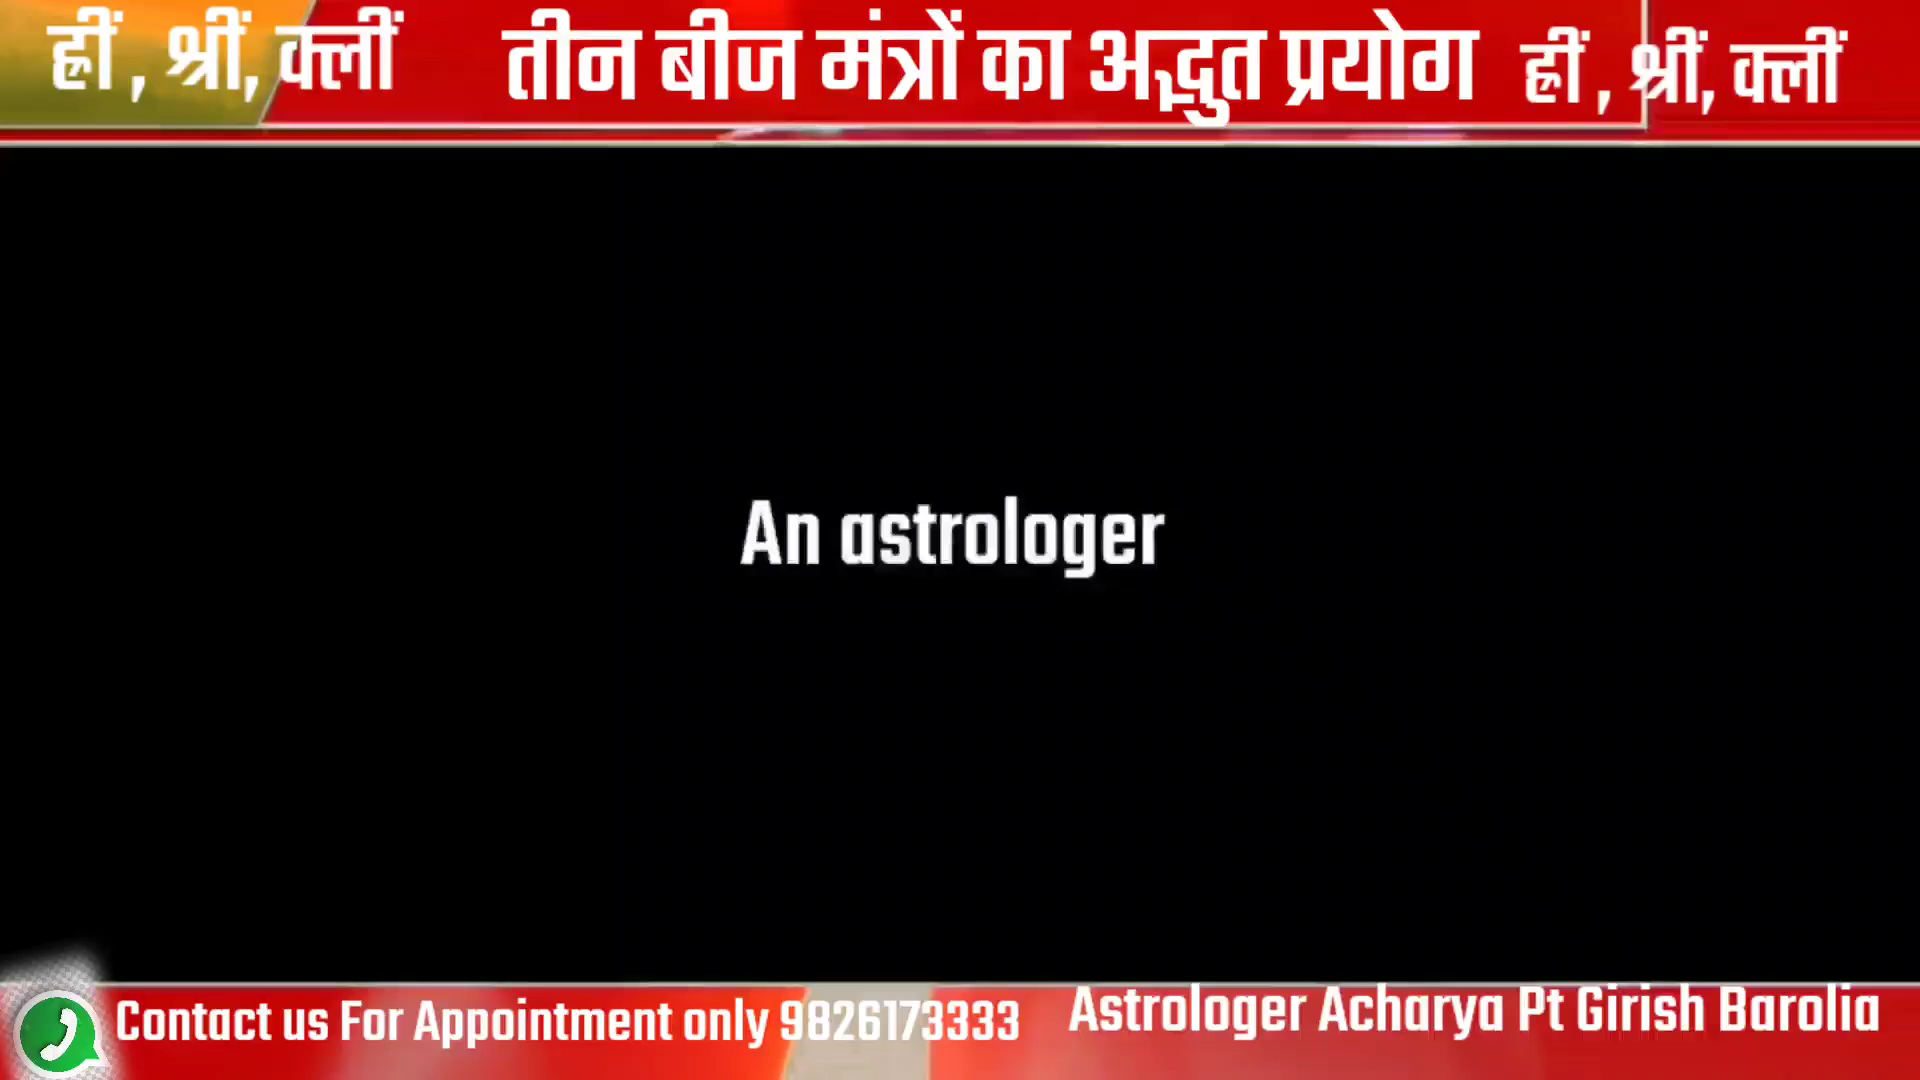 ह्रीं , श्रीं, क्लीं
तीन बीज मंत्रों का अद्भुत प्रयोग
ह्रीं , श्रीं, क्लीं
An astrologer
Contact us For Appointment only 9826173333
Astrologer Acharya Pt Girish Barolia